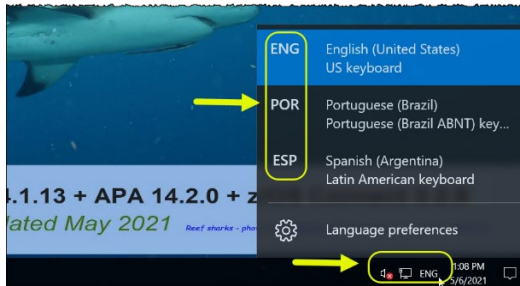 ENG English (United States)
US keyboard
POR Portuguese (Brazil)
Portuguese (Brazil ABNT) key...
ESP Spanish (Argentina)
Latin American keyboard
.1.13 + APA 14.2.0 + z
lated May 2021 Reef sharks - pho
Language preferences
ENG 1:08 PM
5/6/2021